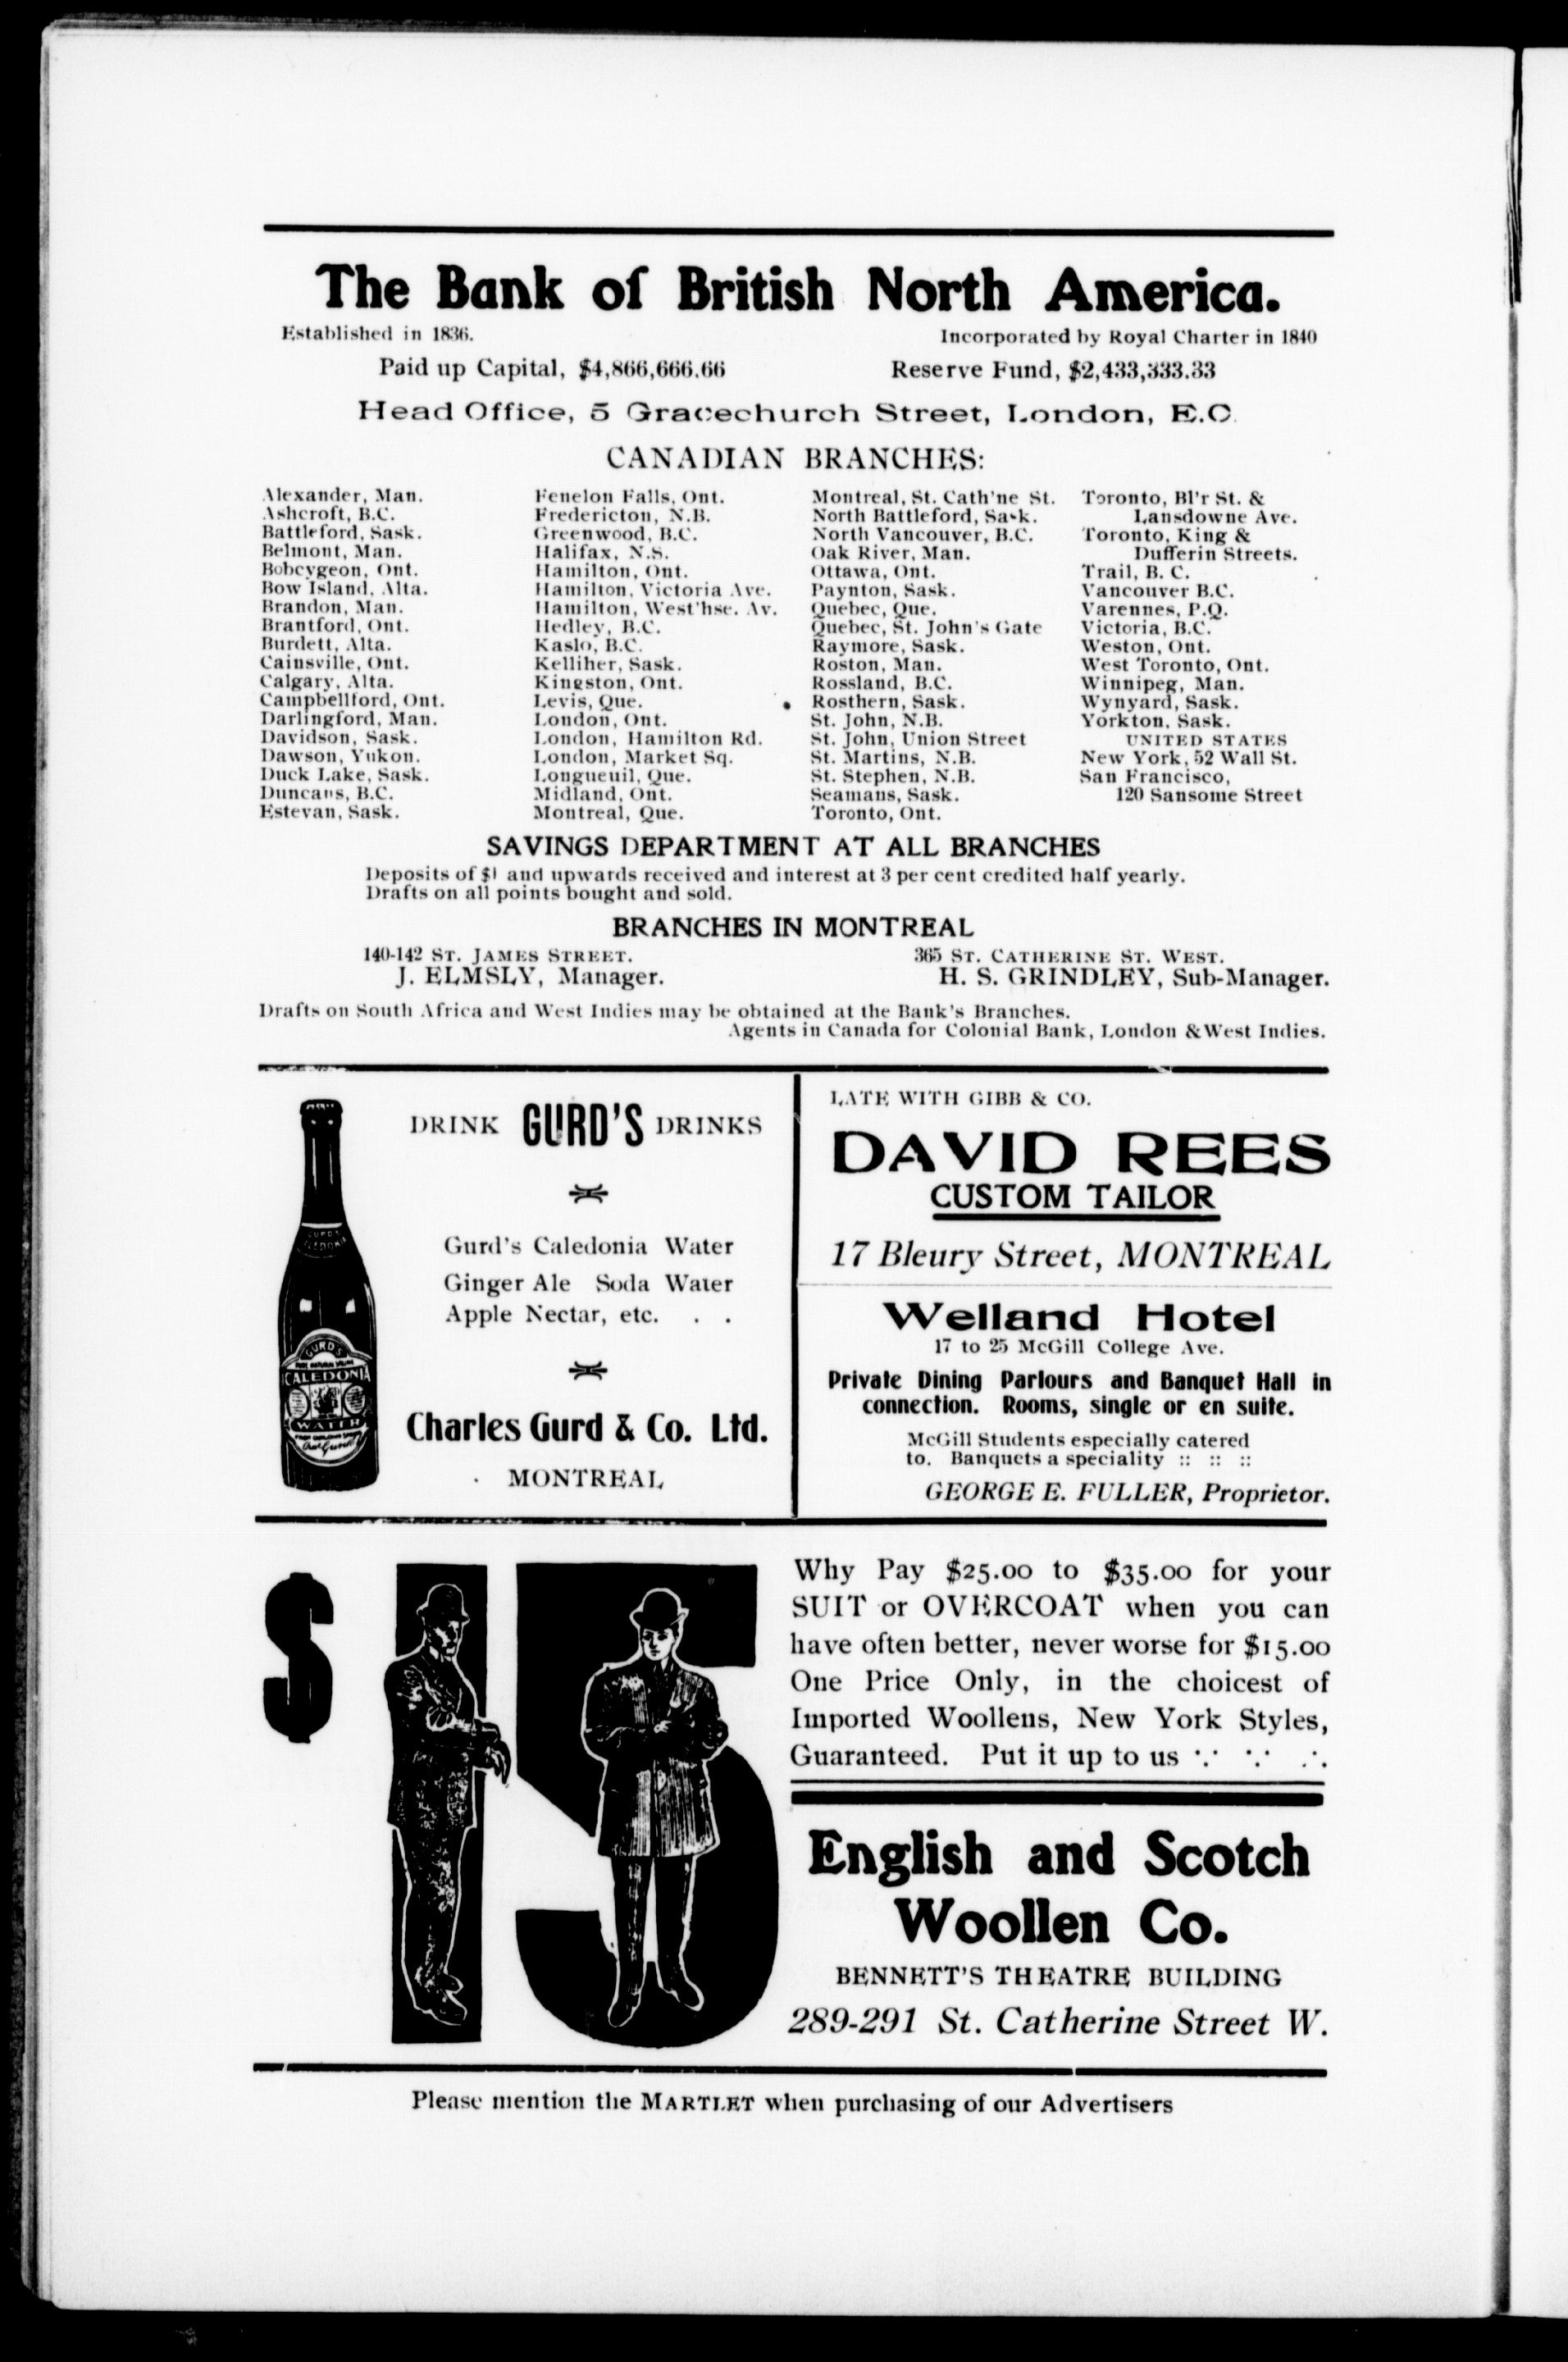 The Bank of British North America.
Established in 1836.
Incorporated by Royal Charter in 1840
Paid up Capital, $4,866,666.66
Reserve Fund, $2,433,333.33
Head Office, 5 Gracechurch Street, London, E.C.
CANADIAN BRANCHES:
Alexander, Man.
Ashcroft, B.C.
Battleford, Sask.
Belmont, Man.
Bobcygeon, Ont.
Bow Island, Alta.
Brandon, Man.
Brantford, Ont.
Burdett, Alta.
Cainsville, Ont.
Calgary, Alta.
Campbellford, Ont.
Darlingford, Man.
Davidson, Sask.
Dawson, Yukon.
Duck Lake, Sask.
Duncans, B.C.
Estevan, Sask.
Fenelon Falls, Ont.
Fredericton, N.B.
Greenwood, B.C.
Halifax, N.S.
Hamilton, Ont.
Hamilton, Victoria Ave.
Hamilton, West'hse. Av.
Hedley, B.C.
Kaslo, B.C.
Kelliher, Sask.
Kingston, Ont.
Levis, Que.
London, Ont.
London, Hamilton Rd.
London, Market Sq.
Longueuil, Que.
Midland, Ont.
Montreal, Que.
Montreal, St. Cath'ne St.
North Battleford, Sask.
North Vancouver, B.C.
Oak River, Man.
Ottawa, Ont.
Paynton, Sask.
Quebec, Que.
Quebec, St. John's Gate
Raymore, Sask.
Roston, Man.
Rossland, B.C.
Rosthern, Sask.
St. John, N.B.
St. John, Union Street
St. Martins, N.B.
St. Stephen, N.B.
Seamans, Sask.
Toronto, Ont.
Toronto, Bl'r St. &
Lansdowne Ave.
Toronto, King &
Dufferin Streets.
Trail, B. C.
Vancouver B.C.
Varennes, P.Q.
Victoria, B.C.
Weston, Ont.
West Toronto, Ont.
Winnipeg, Man.
Wynyard, Sask.
Yorkton, Sask.
UNITED STATES
New York, 52 Wall St.
San Francisco,
120 Sansome Street
SAVINGS DEPARTMENT AT ALL BRANCHES
Deposits of $1 and upwards received and interest at 3 per cent credited half yearly.
Drafts on all points bought and sold.
BRANCHES IN MONTREAL
140-142 ST. JAMES STREET.
J. ELMSLY, Manager.
365 ST. CATHERINE ST. WEST.
H. S. GRINDLEY, Sub-Manager.
Drafts on South Africa and West Indies may be obtained at the Bank's Branches.
Agents in Canada for Colonial Bank, London & West Indies.
DRINK GURD'S DRINKS
Gurd's Caledonia Water
Ginger Ale Soda Water
Apple Nectar, etc. . .
Charles Gurd & Co. Ltd.
MONTREAL
GURD'S
CALEDONIA
WATER
LATE WITH GIBB & CO.
DAVID REES
CUSTOM TAILOR
17 Bleury Street, MONTREAL
Welland Hotel
17 to 25 McGill College Ave.
Private Dining Parlours and Banquet Hall in
connection. Rooms, single or en suite.
McGill Students especially catered
to. Banquets a speciality :: :: ::
GEORGE E. FULLER, Proprietor.
$15
Why Pay $25.00 to $35.00 for your
SUIT or OVERCOAT when you can
have often better, never worse for $15.00
One Price Only, in the choicest of
Imported Woollens, New York Styles,
Guaranteed. Put it up to us ∵ ∵ ∴
English and Scotch
Woollen Co.
BENNETT'S THEATRE BUILDING
289-291 St. Catherine Street W.
Please mention the MARTLET when purchasing of our Advertisers